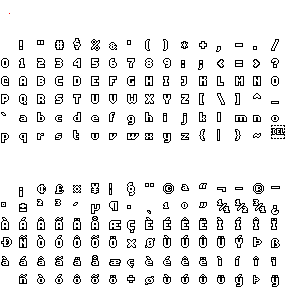 ! " # $ % & ' ( ) * + , - . /
0 1 2 3 4 5 6 7 8 9 : ; < = > ?
@ A B C D E F G H I J K L M N O
P Q R S T U V W X Y Z [ \ ] ^ _
` a b c d e f g h i j k l m n o
p q r s t u v w x y z { | } ~ DEL
¡ ¢ £ ¤ ¥ ¦ § ¨ © ª « ¬ - ® ¯
° ± ² ³ ´ µ ¶ · ¸ ¹ º » ¼ ½ ¾ ¿
À Á Â Ã Ä Å Æ Ç È É Ê Ë Ì Í Î Ï
Ð Ñ Ò Ó Ô Õ Ö × Ø Ù Ú Û Ü Ý Þ ß
à á â ã ä å æ ç è é ê ë ì í î ï
ñ ò ó ô õ ö ÷ ø ù ú û ü ý þ ÿ